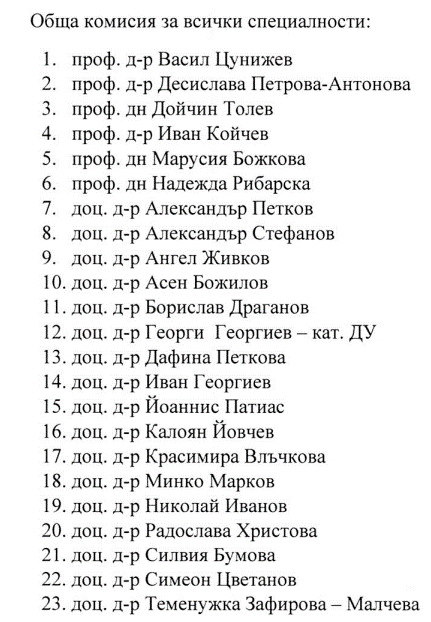 Обща комисия за всички специалности:
1. проф. д-р Васил Цунижев
2. проф. д-р Десислава Петрова-Антонова
3. проф. дн Дойчин Толев
4. проф. д-р Иван Койчев
5. проф. дн Марусия Божкова
6. проф. дн Надежда Рибарска
7. доц. д-р Александър Петков
8. доц. д-р Александър Стефанов
9. доц. д-р Ангел Живков
10. доц. д-р Асен Божилов
11. доц. д-р Борислав Драганов
12. доц. д-р Георги Георгиев – кат. ДУ
13. доц. д-р Дафина Петкова
14. доц. д-р Иван Георгиев
15. доц. д-р Йоаннис Патиас
16. доц. д-р Калоян Йовчев
17. доц. д-р Красимира Влъчкова
18. доц. д-р Минко Марков
19. доц. д-р Николай Иванов
20. доц. д-р Радослава Христова
21. доц. д-р Силвия Бумова
22. доц. д-р Симеон Цветанов
23. доц. д-р Теменужка Зафирова – Малчева